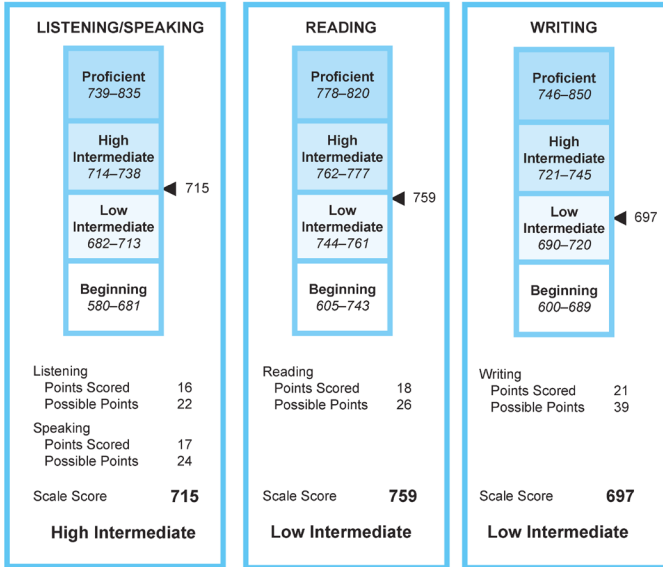 LISTENING/SPEAKING
Proficient
739–835
High
Intermediate
714–738
715
Low
Intermediate
682–713
Beginning
580–681
Listening
Points Scored 16
Possible Points 22
Speaking
Points Scored 17
Possible Points 24
Scale Score 715
High Intermediate
READING
Proficient
778–820
High
Intermediate
762–777
759
Low
Intermediate
744–761
Beginning
605–743
Reading
Points Scored 18
Possible Points 26
Scale Score 759
Low Intermediate
WRITING
Proficient
746–850
High
Intermediate
721–745
Low
Intermediate
690–720
697
Beginning
600–689
Writing
Points Scored 21
Possible Points 39
Scale Score 697
Low Intermediate